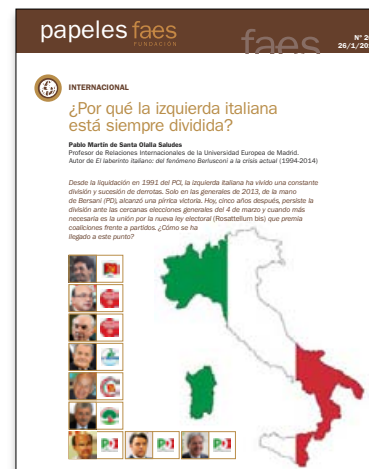 papeles faes
FUNDACIÓN
faes
26/1/20
INTERNACIONAL
¿Por qué la izquierda italiana
está siempre dividida?
Pablo Martín de Santa Olalla Saludes
Profesor de Relaciones Internacionales de la Universidad Europea de Madrid.
Autor de El laberinto italiano: del fenómeno Berlusconi a la crisis actual (1994-2014)
Desde la liquidación en 1991 del PCI, la izquierda italiana ha vivido una constante
división y sucesión de derrotas. Solo en las generales de 2013, de la mano
de Bersani (PD), alcanzó una pírrica victoria. Hoy, cinco años después, persiste la
división ante las cercanas elecciones generales del 4 de marzo y cuando más
necesaria es la unión por la nueva ley electoral (Rosattellum bis) que premia
coaliciones frente a partidos. ¿Cómo se ha
llegado a este punto?
PD PD PD